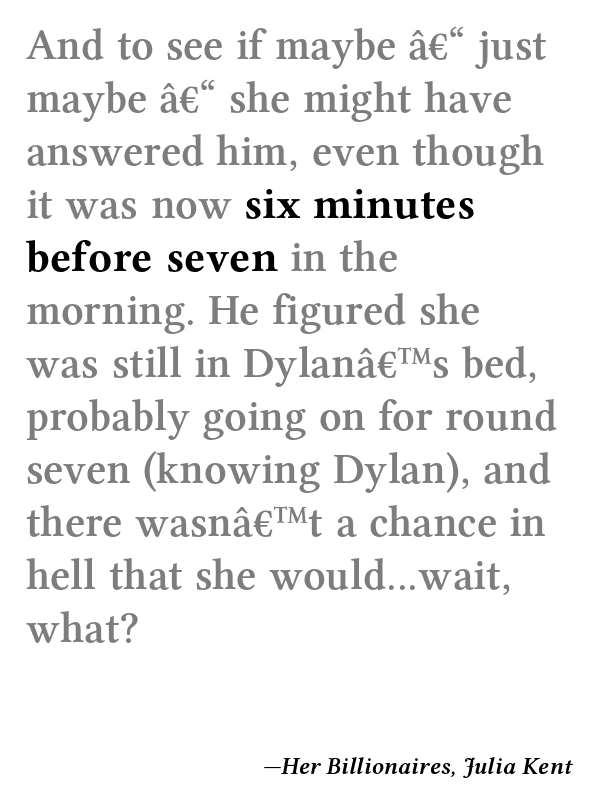 And to see if maybe â€“ just
maybe â€“ she might have
answered him, even though
it was now six minutes
before seven in the
morning. He figured she
was still in Dylanâ€™s bed,
probably going on for round
seven (knowing Dylan), and
there wasnâ€™t a chance in
hell that she would...wait,
what?
—Her Billionaires, Julia Kent